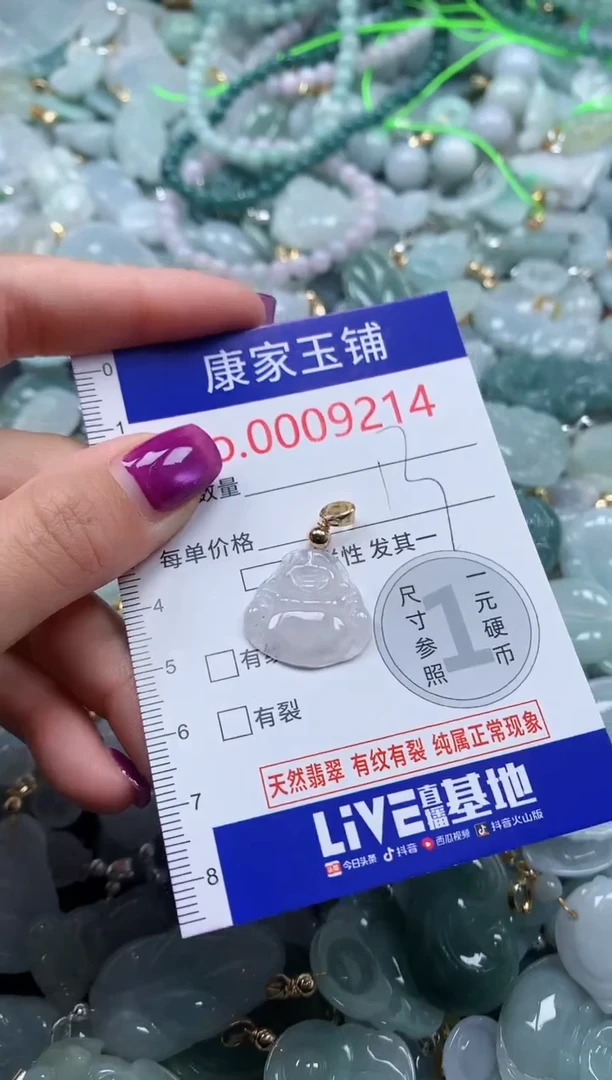 康家玉铺
.0009214
数量
每单价格
性 发其一
有
有裂
尺寸参照
一元硬币
1
天然翡翠 有纹有裂 纯属正常现象
LiVE直播基地
今日头条 抖音 西瓜视频 抖音火山版
0
1
4
5
6
7
8